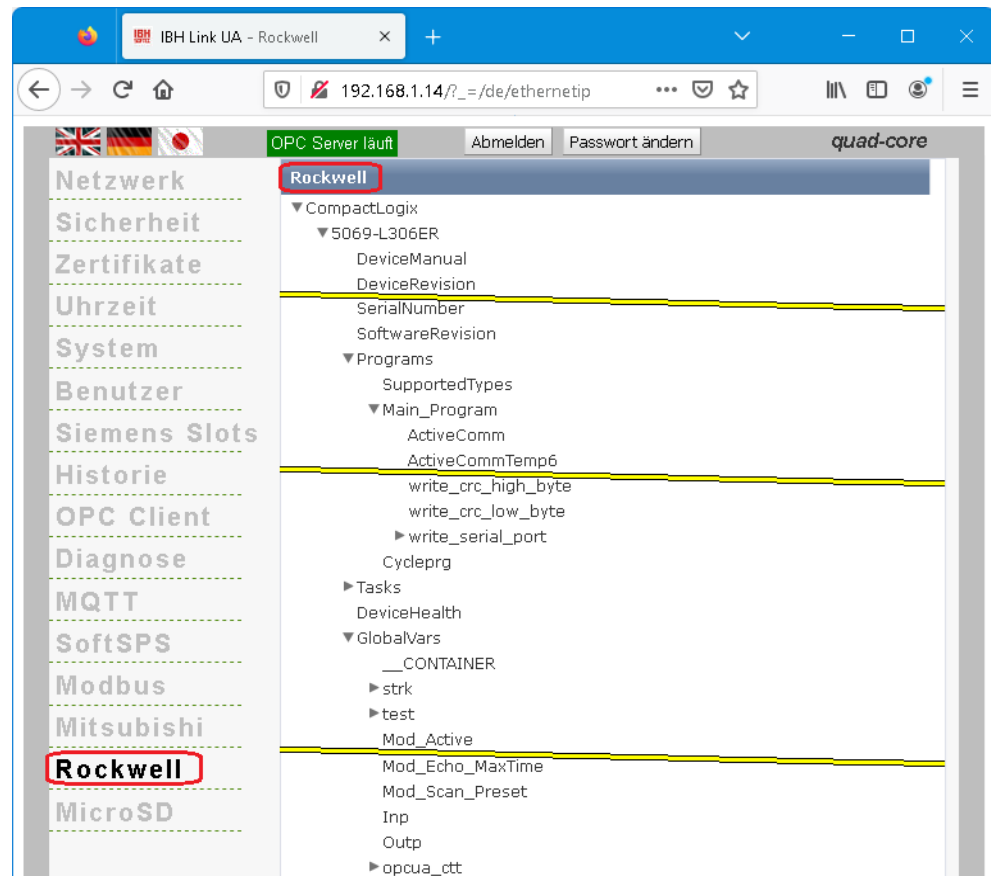 IBH Link UA – Rockwell
192.168.1.14/?_=/de/ethernetip
OPC Server läuft
Abmelden
Passwort ändern
quad-core
Netzwerk
Sicherheit
Zertifikate
Uhrzeit
System
Benutzer
Siemens Slots
Historie
OPC Client
Diagnose
MQTT
SoftSPS
Modbus
Mitsubishi
Rockwell
MicroSD
Rockwell
CompactLogix
5069-L306ER
DeviceManual
DeviceRevision
SerialNumber
SoftwareRevision
Programs
SupportedTypes
Main_Program
ActiveComm
ActiveCommTemp6
write_crc_high_byte
write_crc_low_byte
write_serial_port
Cycleprg
Tasks
DeviceHealth
GlobalVars
__CONTAINER
strk
test
Mod_Active
Mod_Echo_MaxTime
Mod_Scan_Preset
Inp
Outp
opcua_ctt